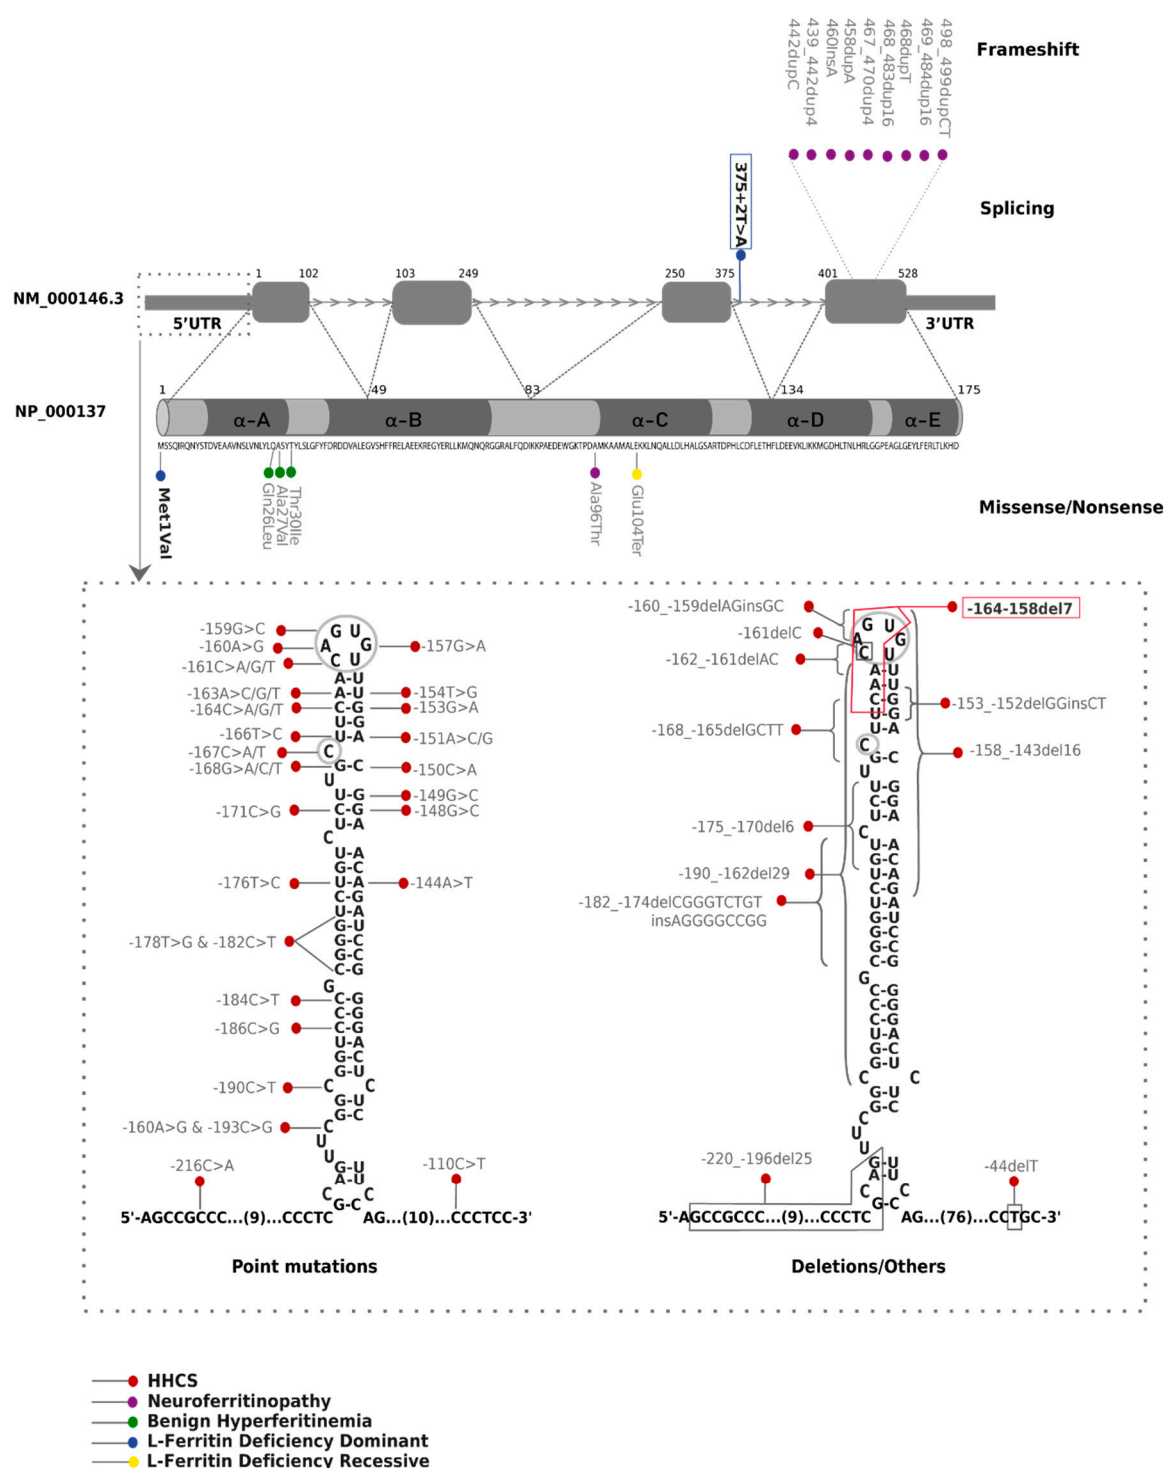 442dupC
439_442dup4
460InsA
458dupA
467_470dup4
468_483dup16
468dupT
469_484dup16
498_499dupCT
Frameshift
375+2T>A
Splicing
1 102 103 249 250 375 401 528
NM_000146.3
5’UTR
3’UTR
1 49 83 134 175
NP_000137
α-A α-B α-C α-D α-E
Met1Val
Gln26Leu
Ala27Val
Thr30Ile
Ala96Thr
Glu104Ter
Missense/Nonsense
-159G>C
-160A>G
-161C>A/G/T
-163A>C/G/T
-164C>A/G/T
-166T>C
-167C>A/T
-168G>A/C/T
-171C>G
-176T>C
-178T>G & -182C>T
-184C>T
-186C>G
-190C>T
-160A>G & -193C>G
-216C>A
-157G>A
-154T>G
-153G>A
-151A>C/G
-150C>A
-149G>C
-148G>C
-144A>T
-110C>T
G U
A G
C U
A-U
A-U
C-G
U-G
U-A
C
G-C
U
U-G
C-G
U-A
C
U-A
G-C
U-A
C-G
U-A
G-U
G-C
G-C
C-G
G
C-G
C-G
C-G
U-A
G-C
G-U
C C
G-U
G-C
C
U
U
G-U
A-U
C C
G-C
5'-AGCCGCCC...(9)...CCCTC AG...(10)...CCCTCC-3'
Point mutations
-160_-159delAGinsGC
-161delC
-162_-161delAC
-168_-165delGCTT
-175_-170del6
-190_-162del29
-182_-174delCGGGTCTGT
insAGGGGCCGG
-220_-196del25
-164-158del7
-153_-152delGGinsCT
-158_-143del16
-44delT
G U
A G
C U
A-U
A-U
C-G
U-G
U-A
C
G-C
U
U-G
C-G
U-A
C
U-A
G-C
U-A
C-G
U-A
G-U
G-C
G-C
C-G
G
C-G
C-G
C-G
U-A
G-C
G-U
C C
G-U
G-C
C
U
U
G-U
A-U
C C
G-C
5'-AGCCGCCC...(9)...CCCTC AG...(76)...CCTGC-3'
Deletions/Others
HHCS
Neuroferritinopathy
Benign Hyperferitinemia
L-Ferritin Deficiency Dominant
L-Ferritin Deficiency Recessive